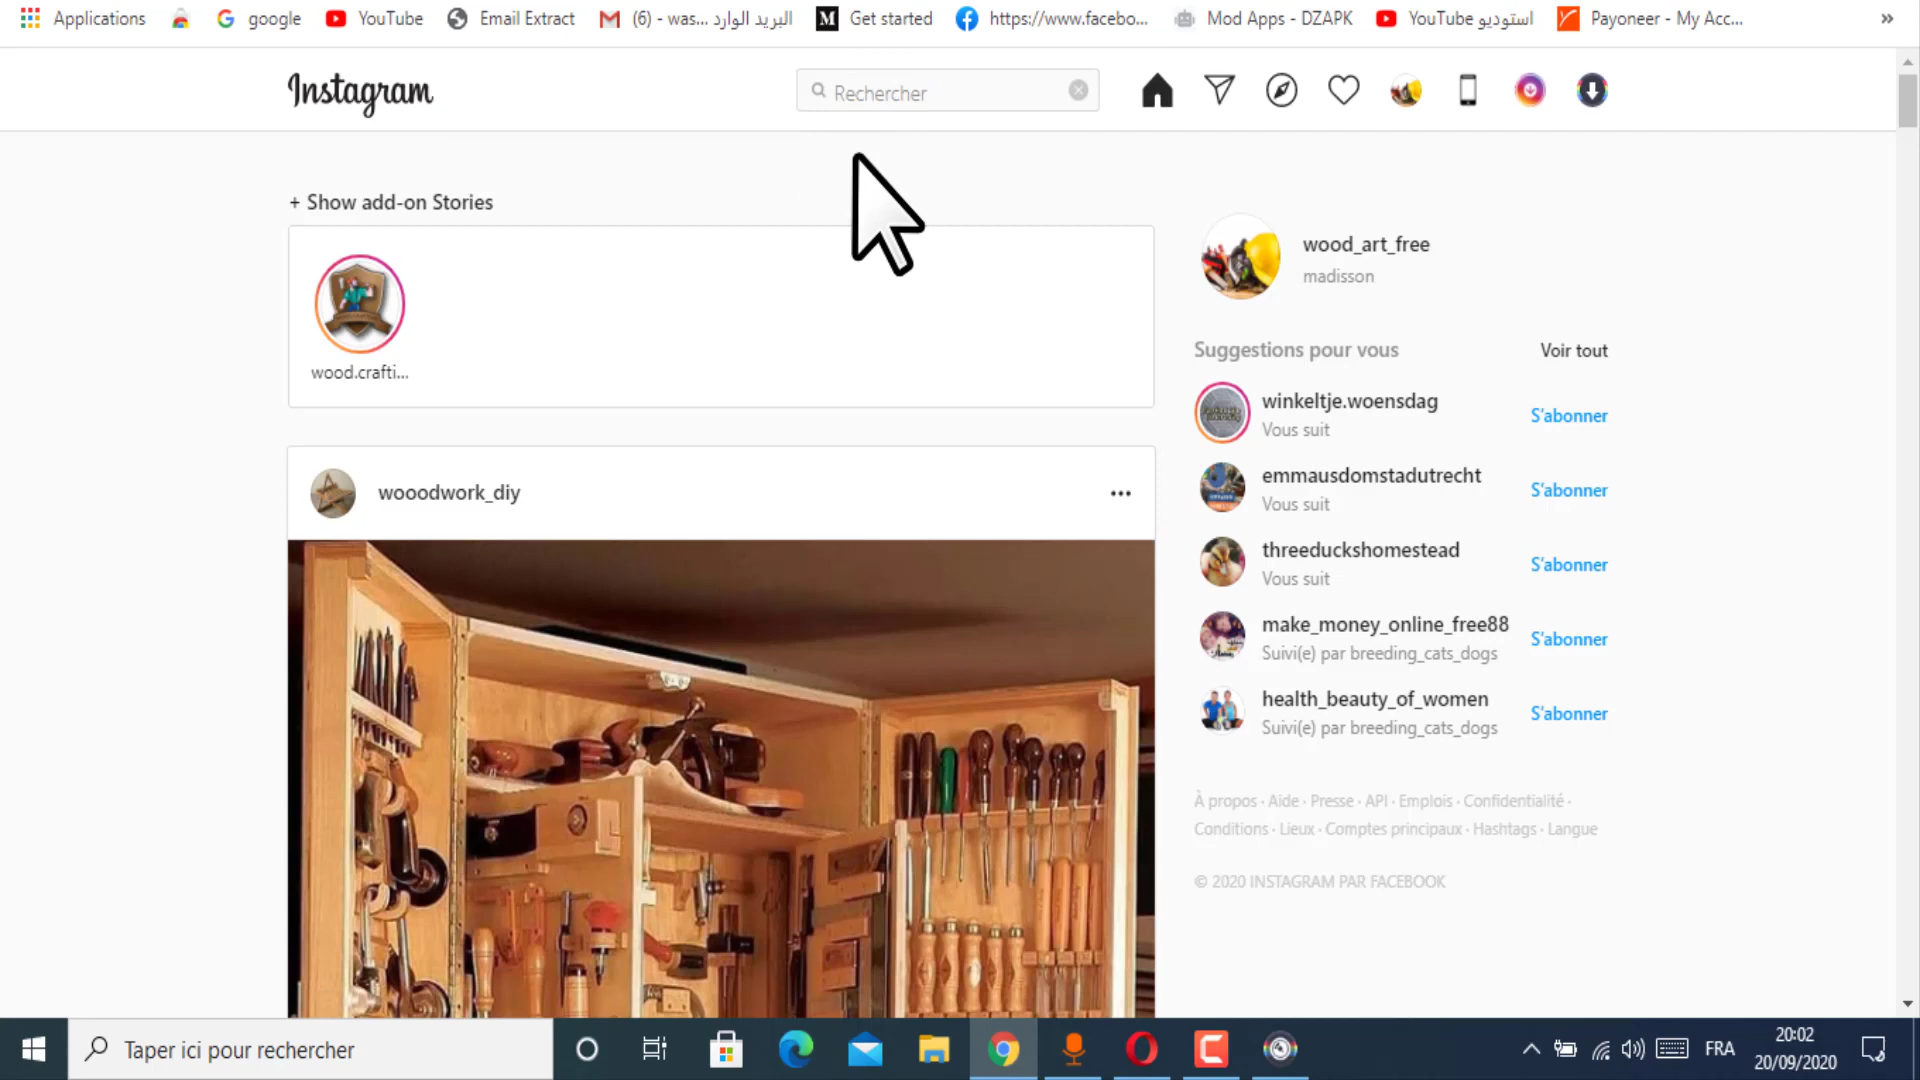 Applications
google
YouTube
Email Extract
(6) البريد الوارد - was...
Get started
https://www.facebo...
Mod Apps - DZAPK
استوديو YouTube
Payoneer - My Acc...
»
Instagram
Rechercher
+ Show add-on Stories
wood.crafti...
wood_art_free
madisson
Suggestions pour vous
Voir tout
winkeltje.woensdag
Vous suit
S'abonner
emmausdomstadutrecht
Vous suit
S'abonner
threeduckshomestead
Vous suit
S'abonner
make_money_online_free88
Suivi(e) par breeding_cats_dogs
S'abonner
health_beauty_of_women
Suivi(e) par breeding_cats_dogs
S'abonner
wooodwork_diy
À propos · Aide · Presse · API · Emplois · Confidentialité ·
Conditions · Lieux · Comptes principaux · Hashtags · Langue
© 2020 INSTAGRAM PAR FACEBOOK
Taper ici pour rechercher
FRA
20:02
20/09/2020